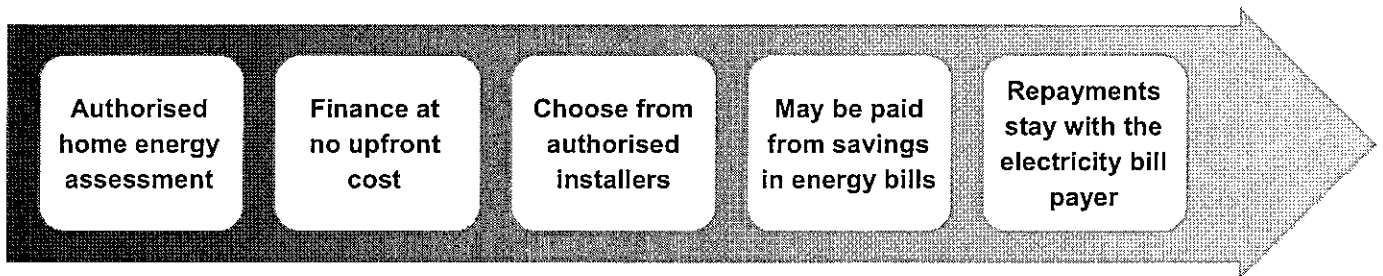 Authorised
home energy
assessment
Finance at
no upfront
cost
Choose from
authorised
installers
May be paid
from savings
in energy bills
Repayments
stay with the
electricity bill
payer